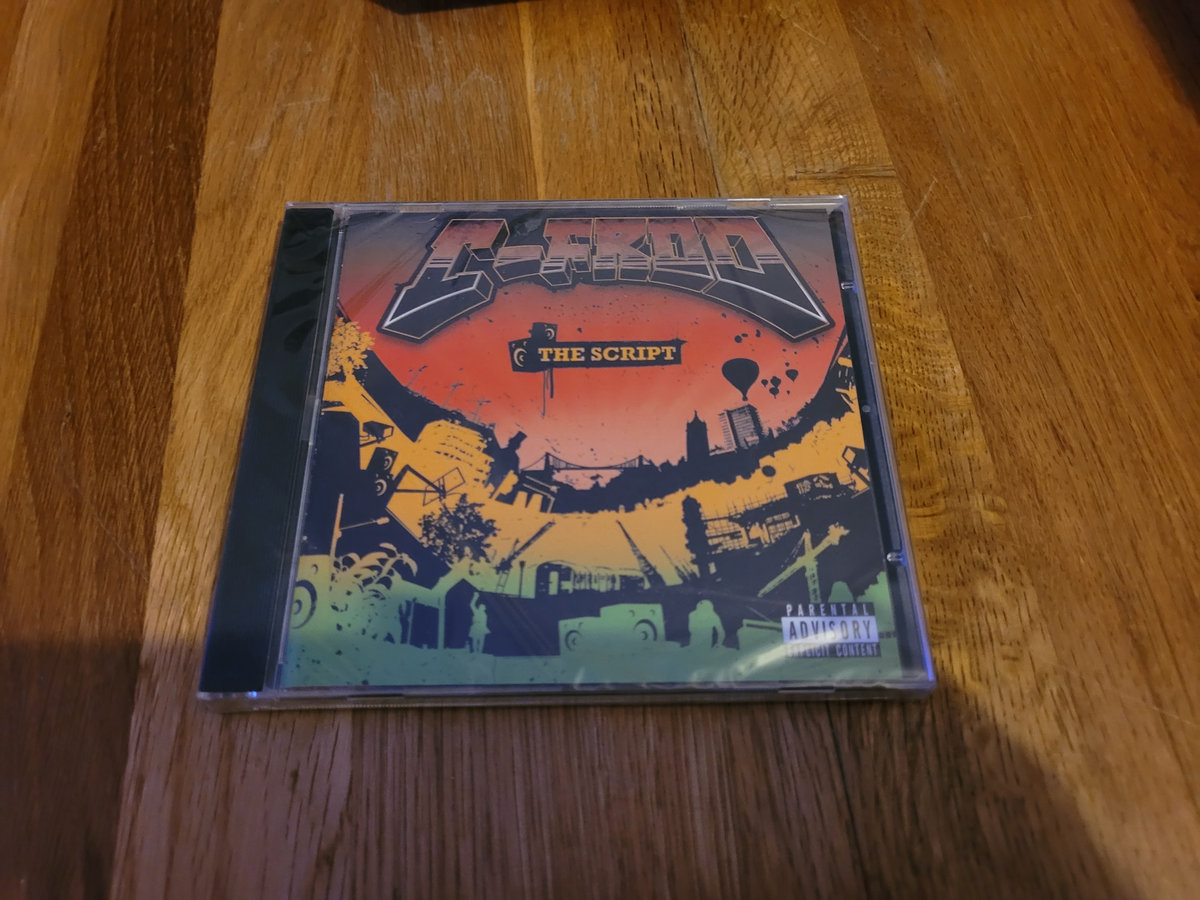 C-FROD
THE SCRIPT
PARENTAL
ADVISORY
EXPLICIT CONTENT